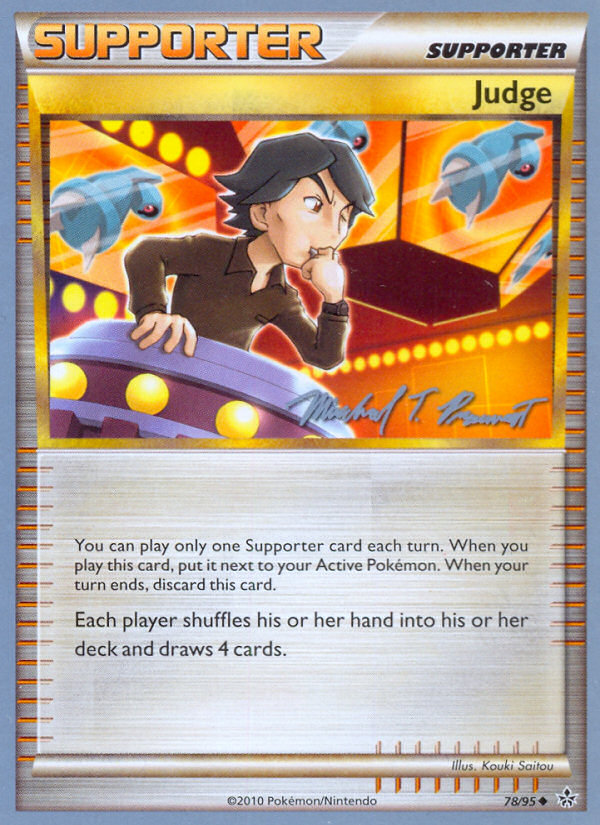 SUPPORTER
SUPPORTER
Judge
Michael T. Pramawat
You can play only one Supporter card each turn. When you
play this card, put it next to your Active Pokémon. When your
turn ends, discard this card.
Each player shuffles his or her hand into his or her
deck and draws 4 cards.
Illus. Kouki Saitou
©2010 Pokémon/Nintendo
78/95